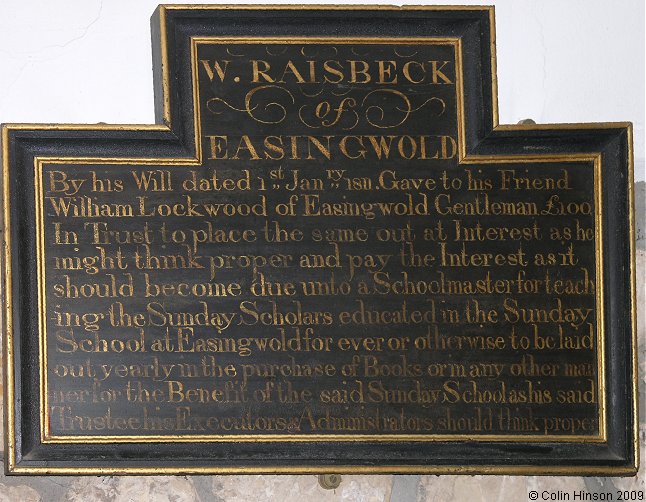 W. RAISBECK
of
EASINGWOLD
By his Will dated 1st Janry 1811. Gave to his Friend
William Lockwood of Easingwold Gentleman £100,
In Trust to place the same out at Interest as he
might think proper and pay the Interest as it
should become due unto a Schoolmaster for teach
ing the Sunday Scholars educated in the Sunday
School at Easingwold for ever or otherwise to be laid
out yearly in the purchase of Books or in any other man
ner for the Benefit of the said Sunday School as his said
Trustee his Executors & Administrators should think proper
©Colin Hinson 2009